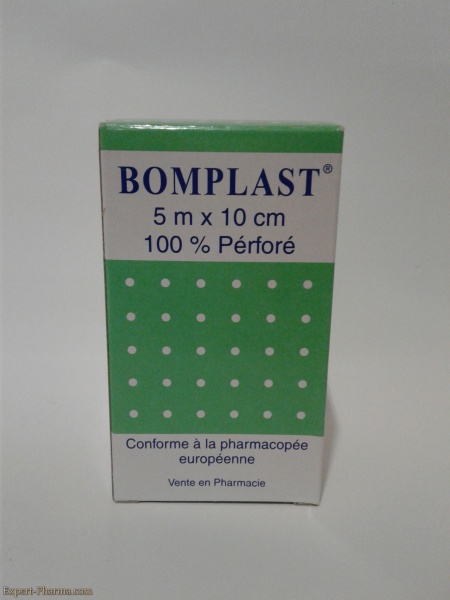 BOMPLAST®
5 m x 10 cm
100 % Pérforé
Conforme à la pharmacopée
européenne
Vente en Pharmacie
Expert-Pharma.com